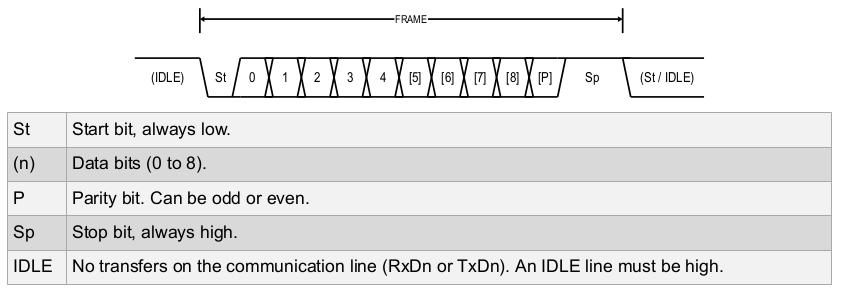 FRAME
(IDLE) St 0 1 2 3 4 [5] [6] [7] [8] [P] Sp (St / IDLE)
St Start bit, always low.
(n) Data bits (0 to 8).
P Parity bit. Can be odd or even.
Sp Stop bit, always high.
IDLE No transfers on the communication line (RxDn or TxDn). An IDLE line must be high.